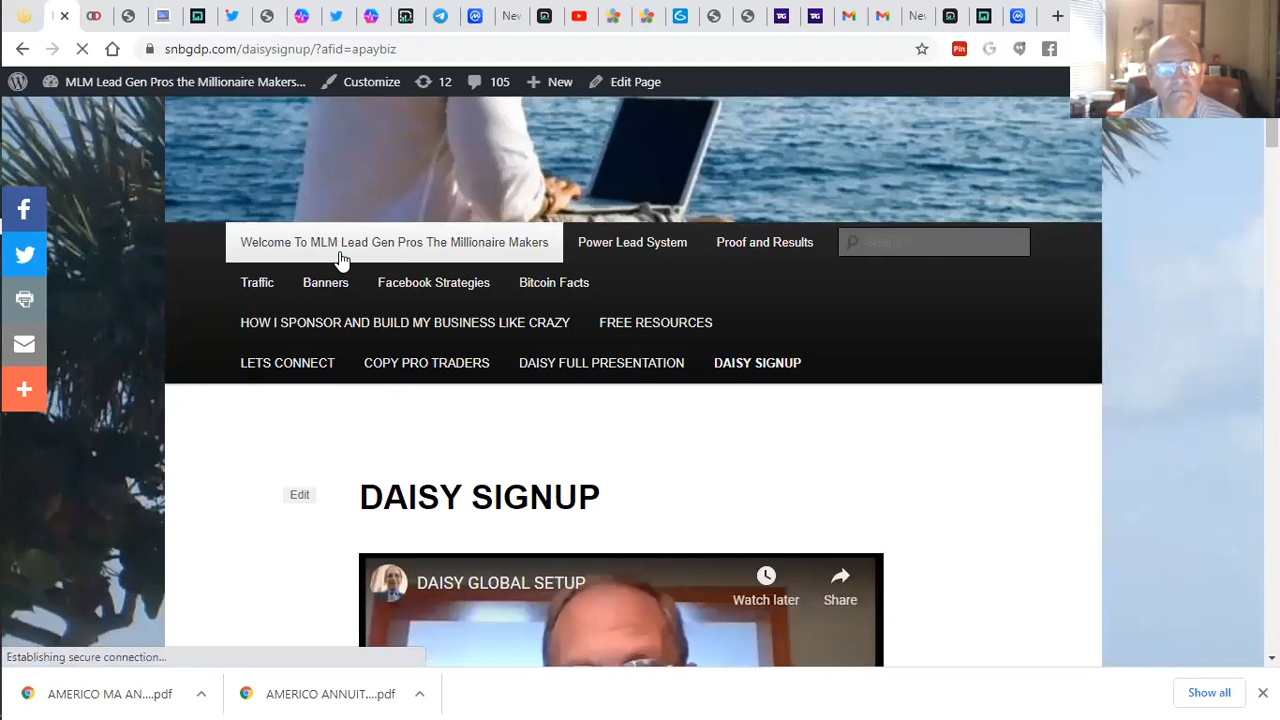 New
New
snbgdp.com/daisysignup/?afid=apaybiz
MLM Lead Gen Pros the Millionaire Makers...
Customize
12
105
New
Edit Page
Welcome To MLM Lead Gen Pros The Millionaire Makers
Power Lead System
Proof and Results
Search
Traffic
Banners
Facebook Strategies
Bitcoin Facts
HOW I SPONSOR AND BUILD MY BUSINESS LIKE CRAZY
FREE RESOURCES
LETS CONNECT
COPY PRO TRADERS
DAISY FULL PRESENTATION
DAISY SIGNUP
Edit
DAISY SIGNUP
DAISY GLOBAL SETUP
Watch later
Share
Establishing secure connection...
AMERICO MA AN....pdf
AMERICO ANNUIT....pdf
Show all